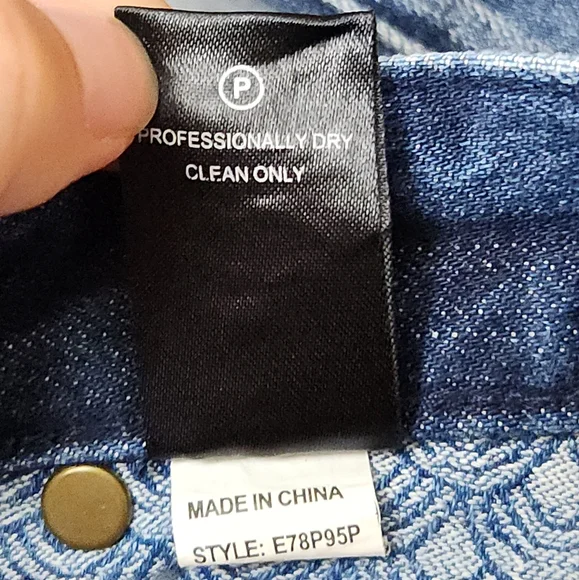 P
PROFESSIONALLY DRY
CLEAN ONLY
MADE IN CHINA
STYLE: E78P95P